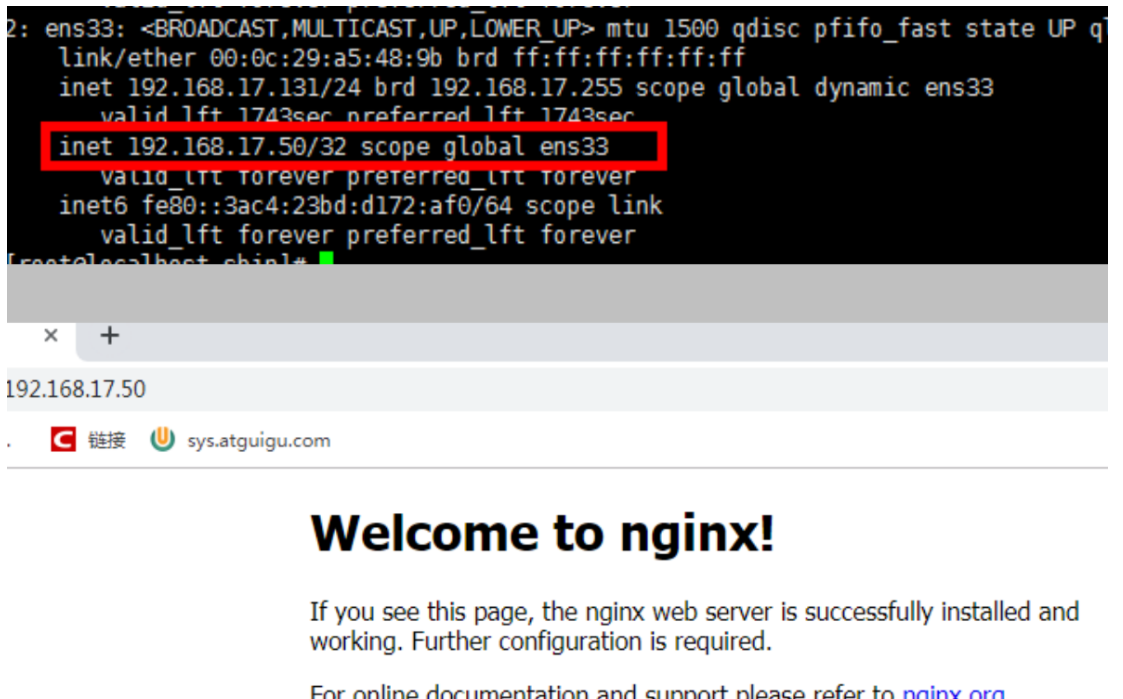 2: ens33: <BROADCAST,MULTICAST,UP,LOWER_UP> mtu 1500 qdisc pfifo_fast state UP
link/ether 00:0c:29:a5:48:9b brd ff:ff:ff:ff:ff:ff
inet 192.168.17.131/24 brd 192.168.17.255 scope global dynamic ens33
valid_lft 1743sec preferred_lft 1743sec
inet 192.168.17.50/32 scope global ens33
valid_lft forever preferred_lft forever
inet6 fe80::3ac4:23bd:d172:af0/64 scope link
valid_lft forever preferred_lft forever
[root@localhost sbin]#
192.168.17.50
链接 sys.atguigu.com
Welcome to nginx!
If you see this page, the nginx web server is successfully installed and
working. Further configuration is required.
For online documentation and support please refer to nginx.org